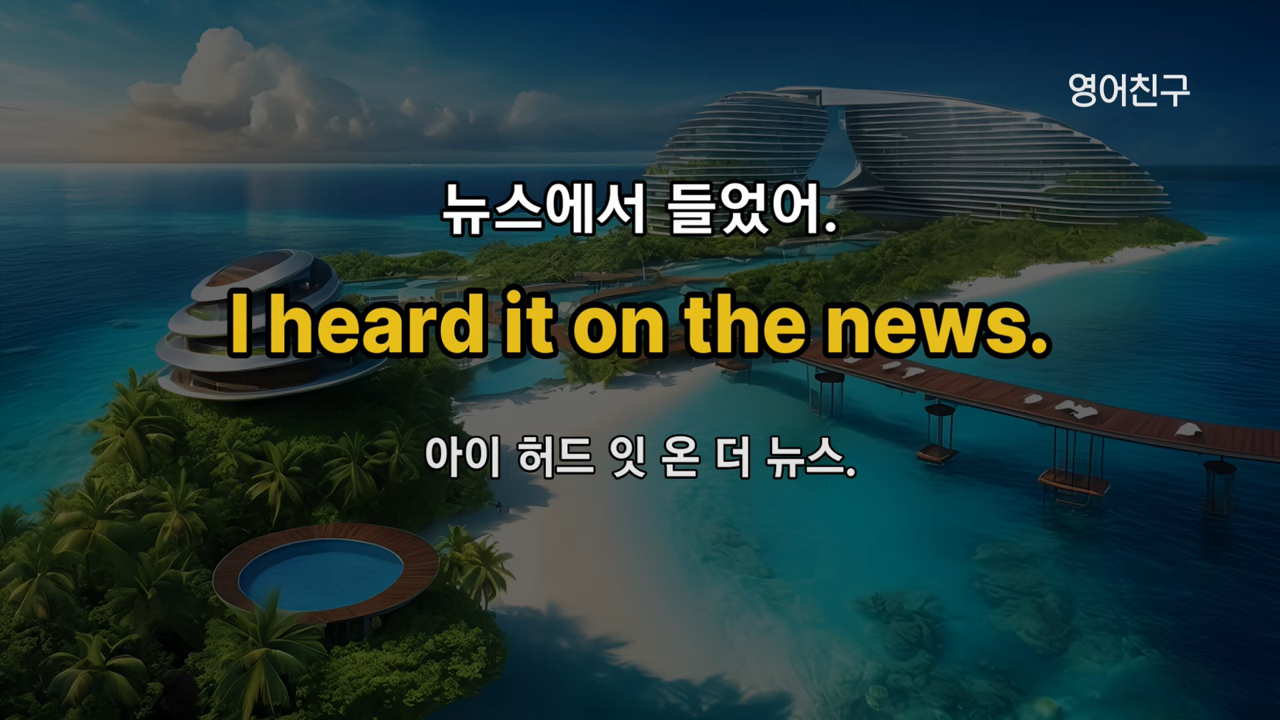 영어친구
뉴스에서 들었어.
I heard it on the news.
아이 허드 잇 온 더 뉴스.